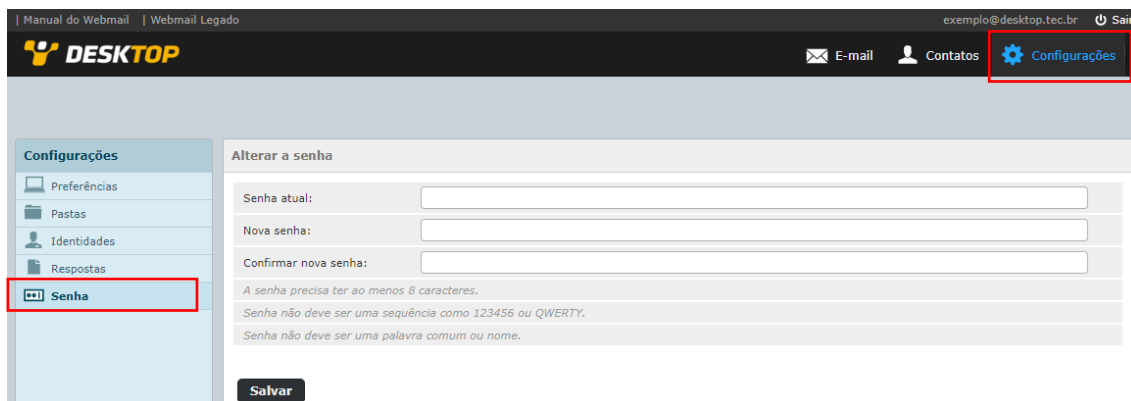 | Manual do Webmail | Webmail Legado exemplo@desktop.tec.br Sair
DESKTOP
E-mail Contatos Configurações
Configurações
Preferências
Pastas
Identidades
Respostas
Senha
Alterar a senha
Senha atual:
Nova senha:
Confirmar nova senha:
A senha precisa ter ao menos 8 caracteres.
Senha não deve ser uma sequência como 123456 ou QWERTY.
Senha não deve ser uma palavra comum ou nome.
Salvar